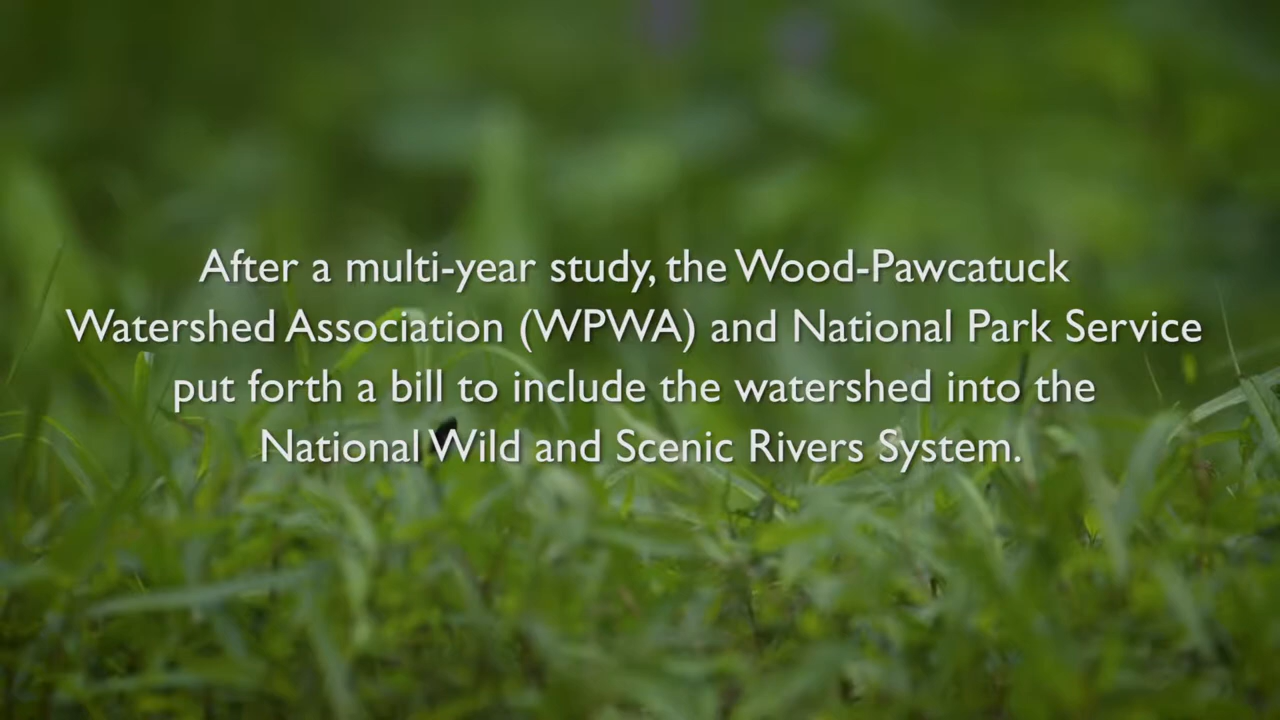 After a multi-year study, the Wood-Pawcatuck
Watershed Association (WPWA) and National Park Service
put forth a bill to include the watershed into the
National Wild and Scenic Rivers System.